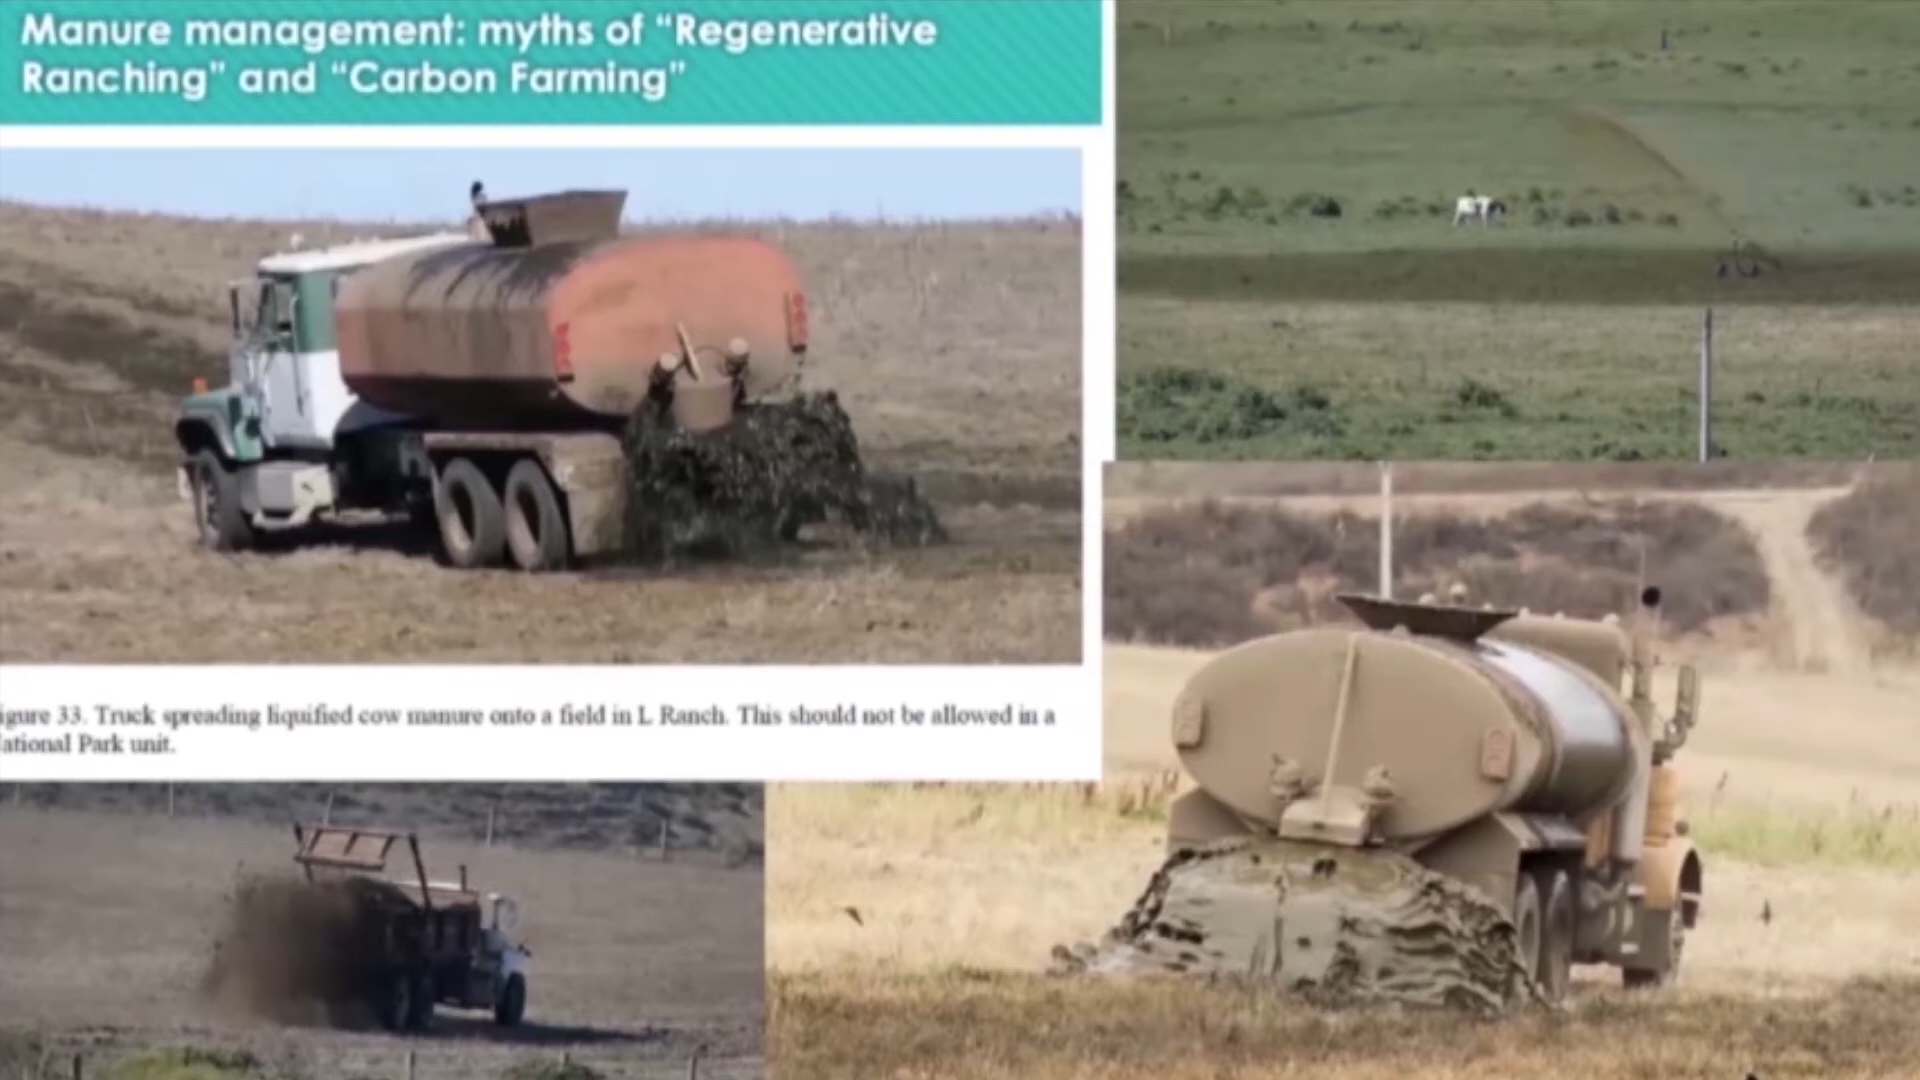 Manure management: myths of “Regenerative
Ranching” and “Carbon Farming”
igure 33. Truck spreading liquified cow manure onto a field in L Ranch. This should not be allowed in a
ational Park unit.